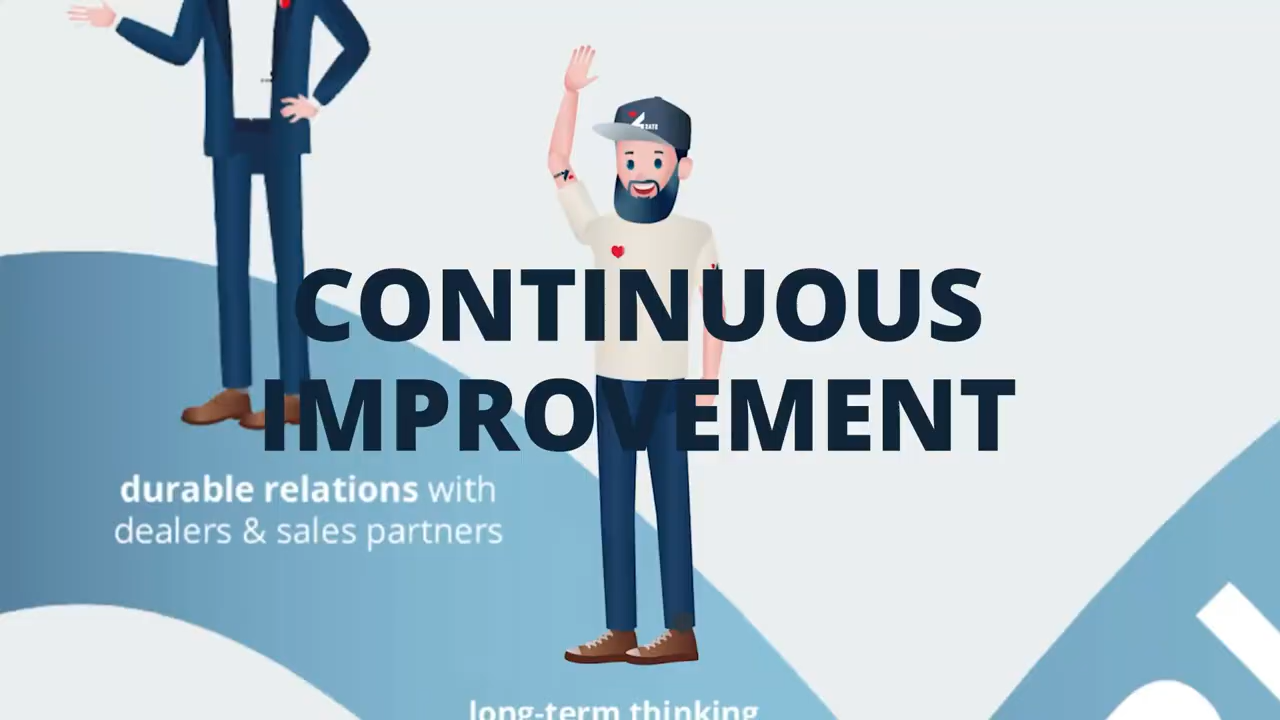 CONTINUOUS
IMPROVEMENT
durable relations with
dealers & sales partners
long-term thinking